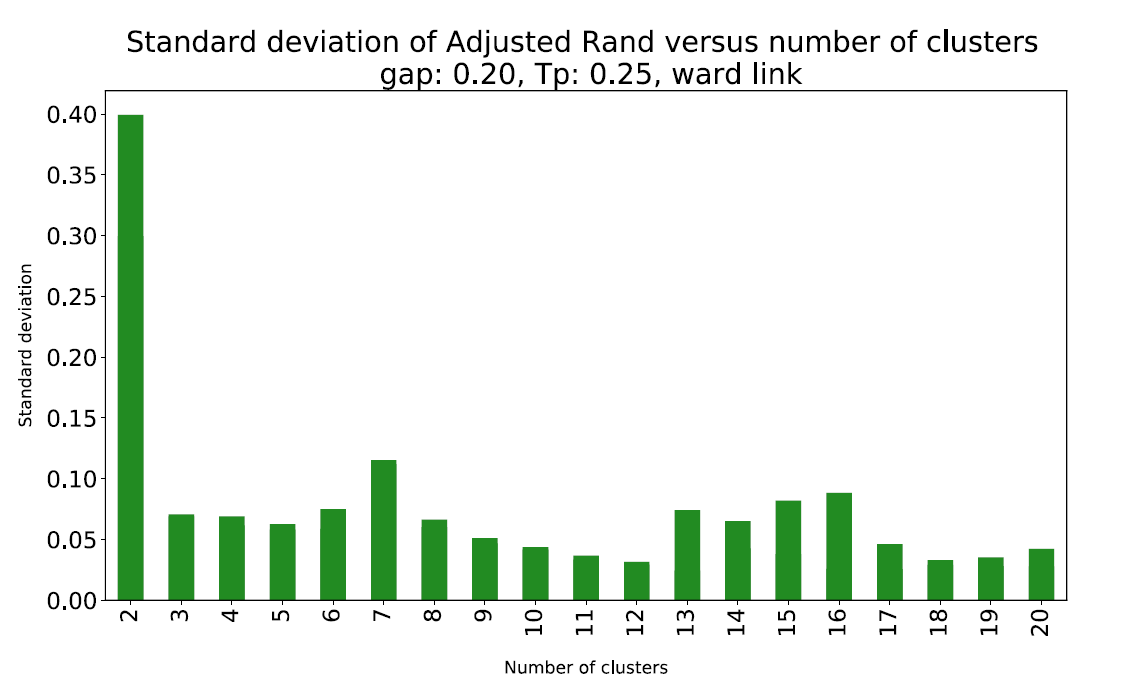 Standard deviation of Adjusted Rand versus number of clusters
gap: 0.20, Tp: 0.25, ward link
0.40
0.35
0.30
0.25
0.20
0.15
0.10
0.05
0.00
Standard deviation
2 3 4 5 6 7 8 9 10 11 12 13 14 15 16 17 18 19 20
Number of clusters